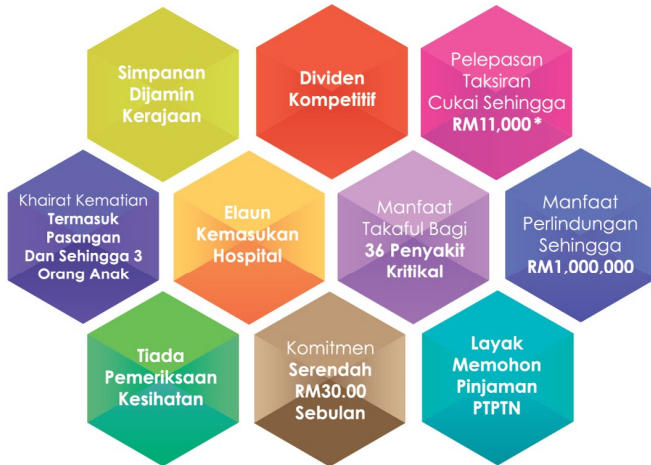 Simpanan
Dijamin
Kerajaan
Dividen
Kompetitif
Pelepasan
Taksiran
Cukai Sehingga
RM11,000*
Khairat Kematian
Termasuk
Pasangan
Dan Sehingga 3
Orang Anak
Elaun
Kemasukan
Hospital
Manfaat
Takaful Bagi
36 Penyakit
Kritikal
Manfaat
Perlindungan
Sehingga
RM1,000,000
Tiada
Pemeriksaan
Kesihatan
Komitmen
Serendah
RM30.00
Sebulan
Layak
Memohon
Pinjaman
PTPTN